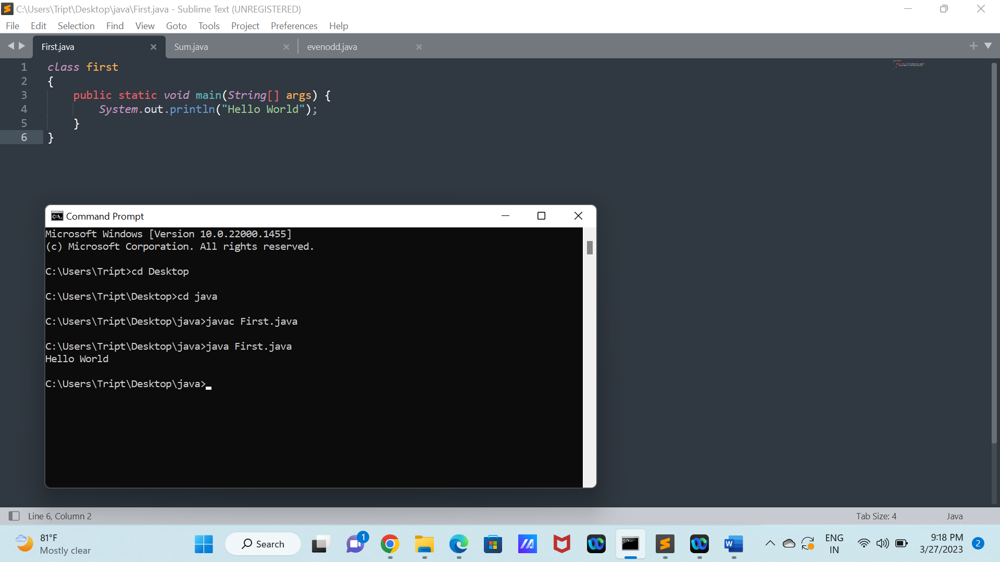 C:\Users\Tript\Desktop\java\First.java - Sublime Text (UNREGISTERED)
File Edit Selection Find View Goto Tools Project Preferences Help
First.java Sum.java evenodd.java
1 class first
2 {
3 public static void main(String[] args) {
4 System.out.println("Hello World");
5 }
6 }
Command Prompt
Microsoft Windows [Version 10.0.22000.1455]
(c) Microsoft Corporation. All rights reserved.
C:\Users\Tript>cd Desktop
C:\Users\Tript\Desktop>cd java
C:\Users\Tript\Desktop\java>javac First.java
C:\Users\Tript\Desktop\java>java First.java
Hello World
C:\Users\Tript\Desktop\java>
Line 6, Column 2 Tab Size: 4 Java
81°F
Mostly clear
Search
1
ENG
IN
9:18 PM
3/27/2023
2